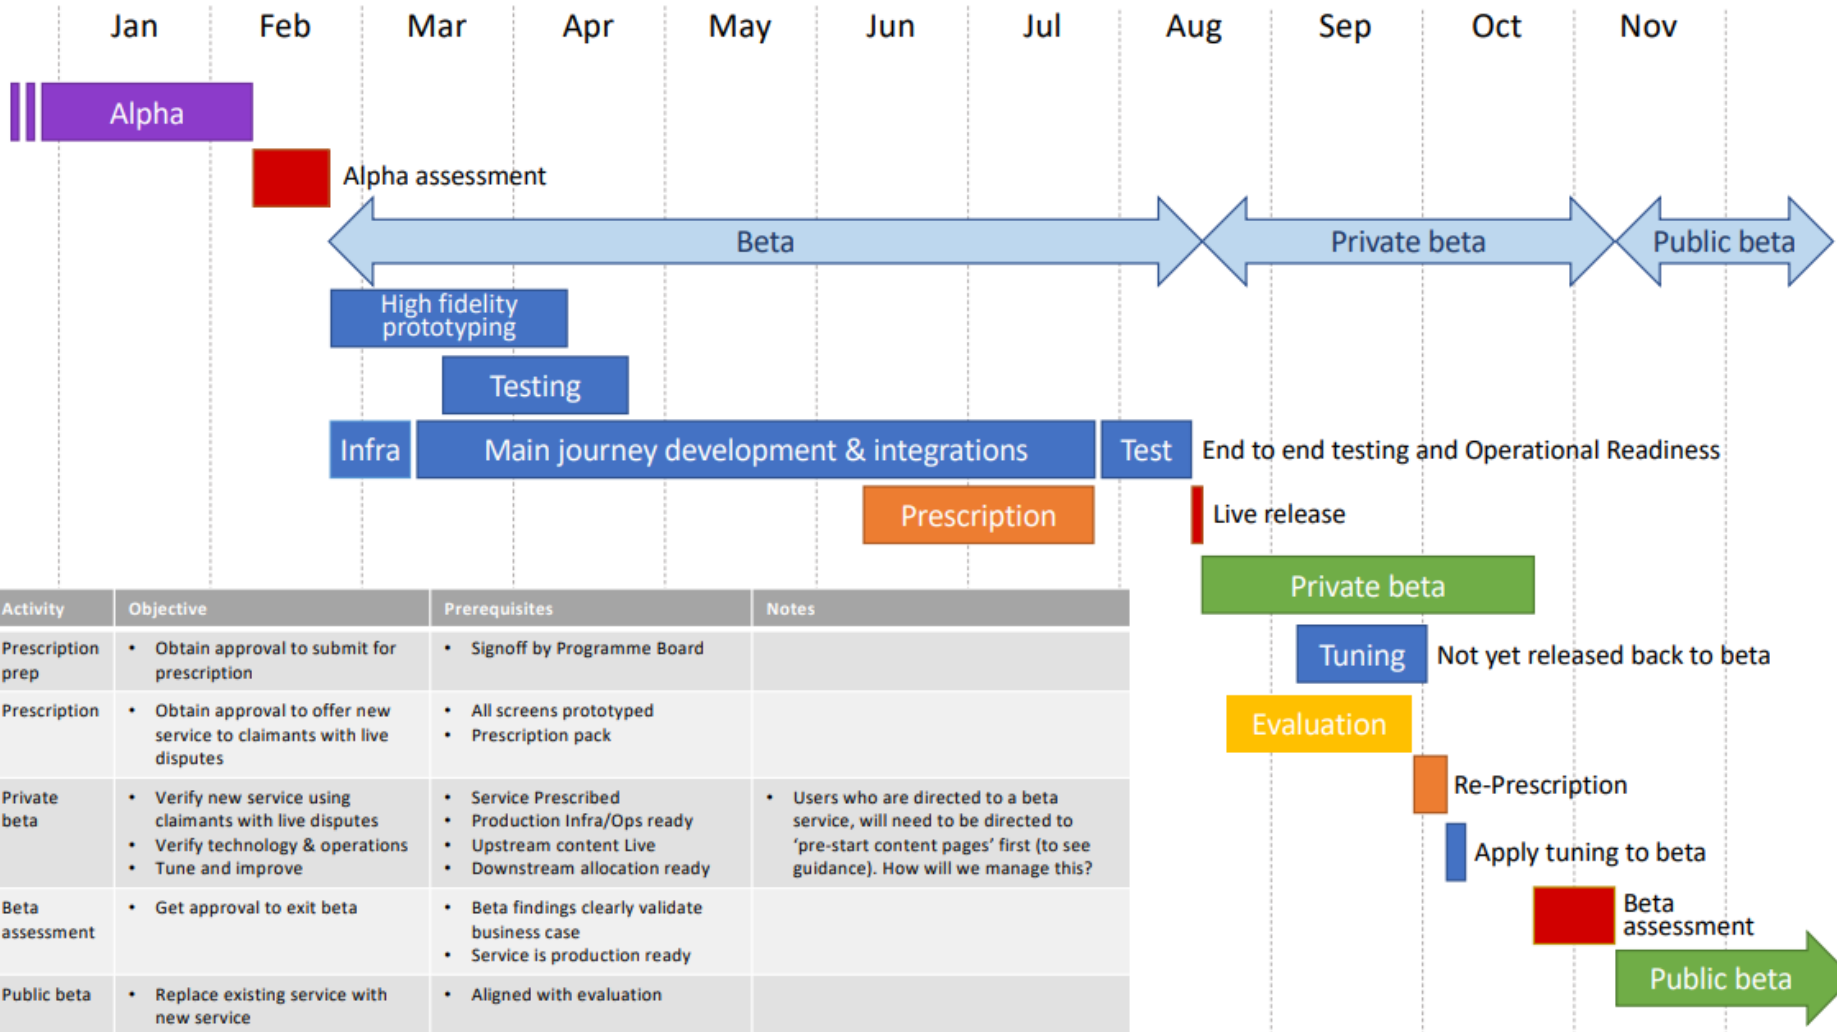 Jan Feb Mar Apr May Jun Jul Aug Sep Oct Nov
Alpha
Alpha assessment
Beta
Private beta
Public beta
High fidelity
prototyping
Testing
Infra
Main journey development & integrations
Test
End to end testing and Operational Readiness
Prescription
Live release
Private beta
Tuning
Not yet released back to beta
Evaluation
Re-Prescription
Apply tuning to beta
Beta
assessment
Public beta
Activity
Objective
Prerequisites
Notes
Prescription
prep
• Obtain approval to submit for
prescription
• Signoff by Programme Board
Prescription
• Obtain approval to offer new
service to claimants with live
disputes
• All screens prototyped
• Prescription pack
Private
beta
• Verify new service using
claimants with live disputes
• Verify technology & operations
• Tune and improve
• Service Prescribed
• Production Infra/Ops ready
• Upstream content Live
• Downstream allocation ready
• Users who are directed to a beta
service, will need to be directed to
‘pre-start content pages’ first (to see
guidance). How will we manage this?
Beta
assessment
• Get approval to exit beta
• Beta findings clearly validate
business case
• Service is production ready
Public beta
• Replace existing service with
new service
• Aligned with evaluation